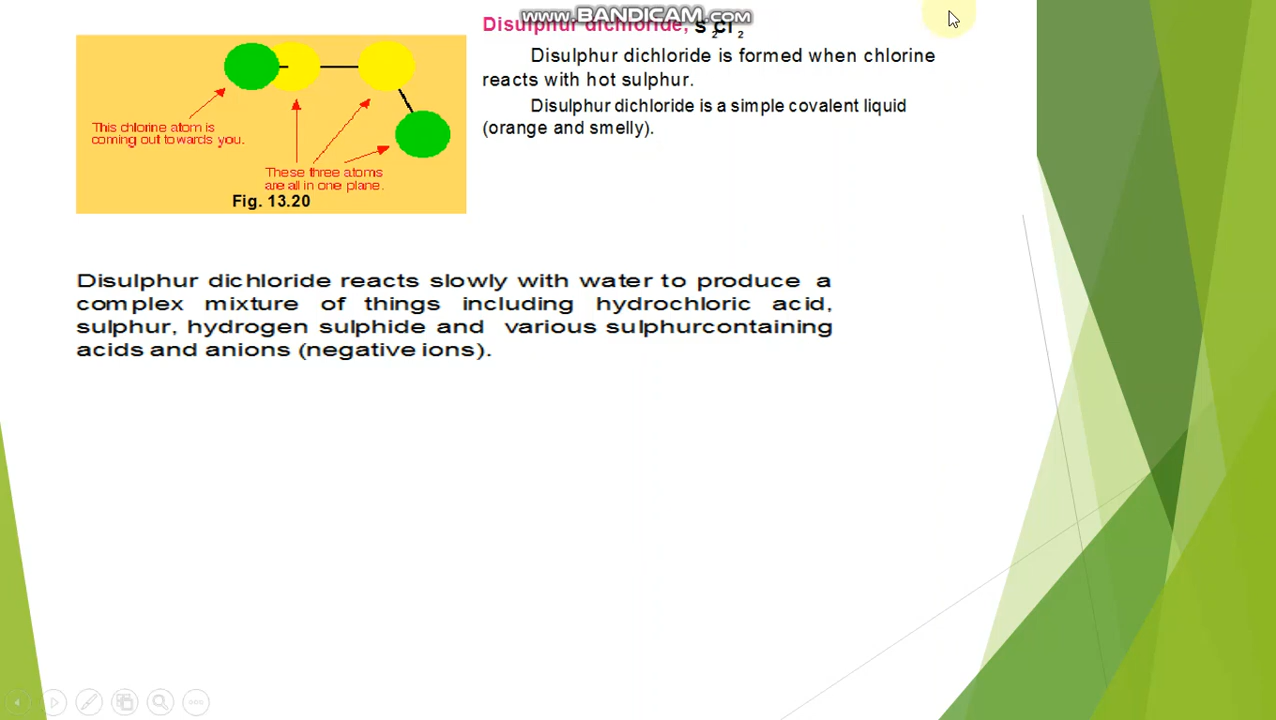 www.BANDICAM.com
Disulphur dichloride, S2Cl2
Disulphur dichloride is formed when chlorine
reacts with hot sulphur.
Disulphur dichloride is a simple covalent liquid
(orange and smelly).
This chlorine atom is
coming out towards you.
These three atoms
are all in one plane.
Fig. 13.20
Disulphur dichloride reacts slowly with water to produce a
complex mixture of things including hydrochloric acid,
sulphur, hydrogen sulphide and various sulphurcontaining
acids and anions (negative ions).